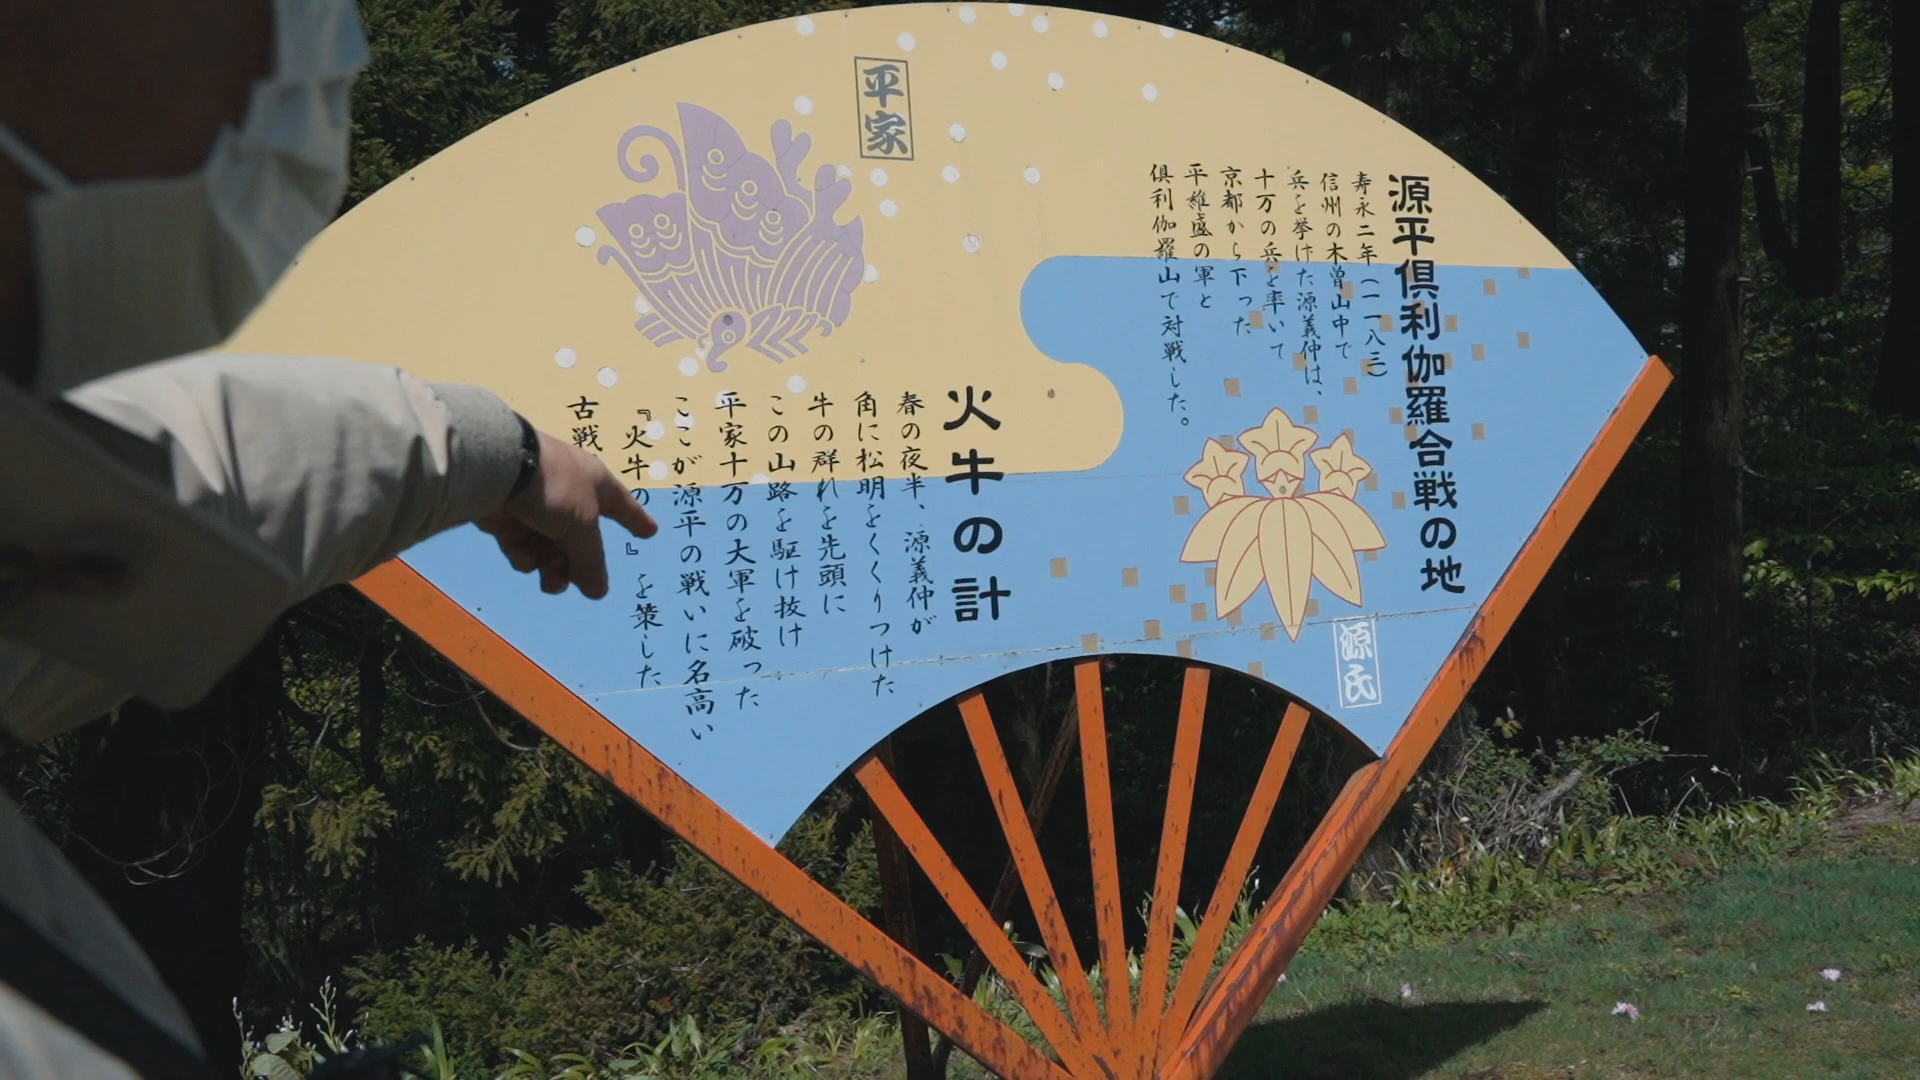 源平倶利伽羅合戦の地
寿永二年(一一八三)
信州の木曽山中で
兵を挙げた源義仲は、
十万の兵を率いて
京都から下った
平維盛の軍と
倶利伽羅山で対戦した。
源氏
平家
火牛の計
春の夜半、源義仲が
角に松明をくくりつけた
牛の群れを先頭に
この山路を駆け抜け
平家十万の大軍を破った
ここが源平の戦いに名高い
『火牛の』を策した
古戦